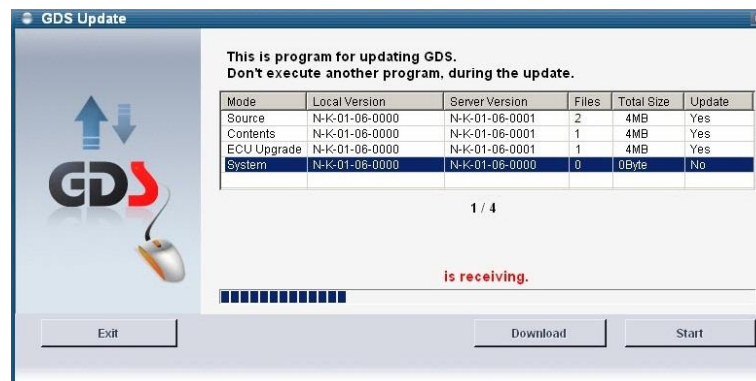 GDS Update
This is program for updating GDS.
Don't execute another program, during the update.
Mode Local Version Server Version Files Total Size Update
Source N-K-01-06-0000 N-K-01-06-0001 2 4MB Yes
Contents N-K-01-06-0000 N-K-01-06-0001 1 4MB Yes
ECU Upgrade N-K-01-06-0000 N-K-01-06-0001 1 4MB Yes
System N-K-01-06-0000 N-K-01-06-0000 0 0Byte No
GDS
1 / 4
is receiving.
Exit Download Start